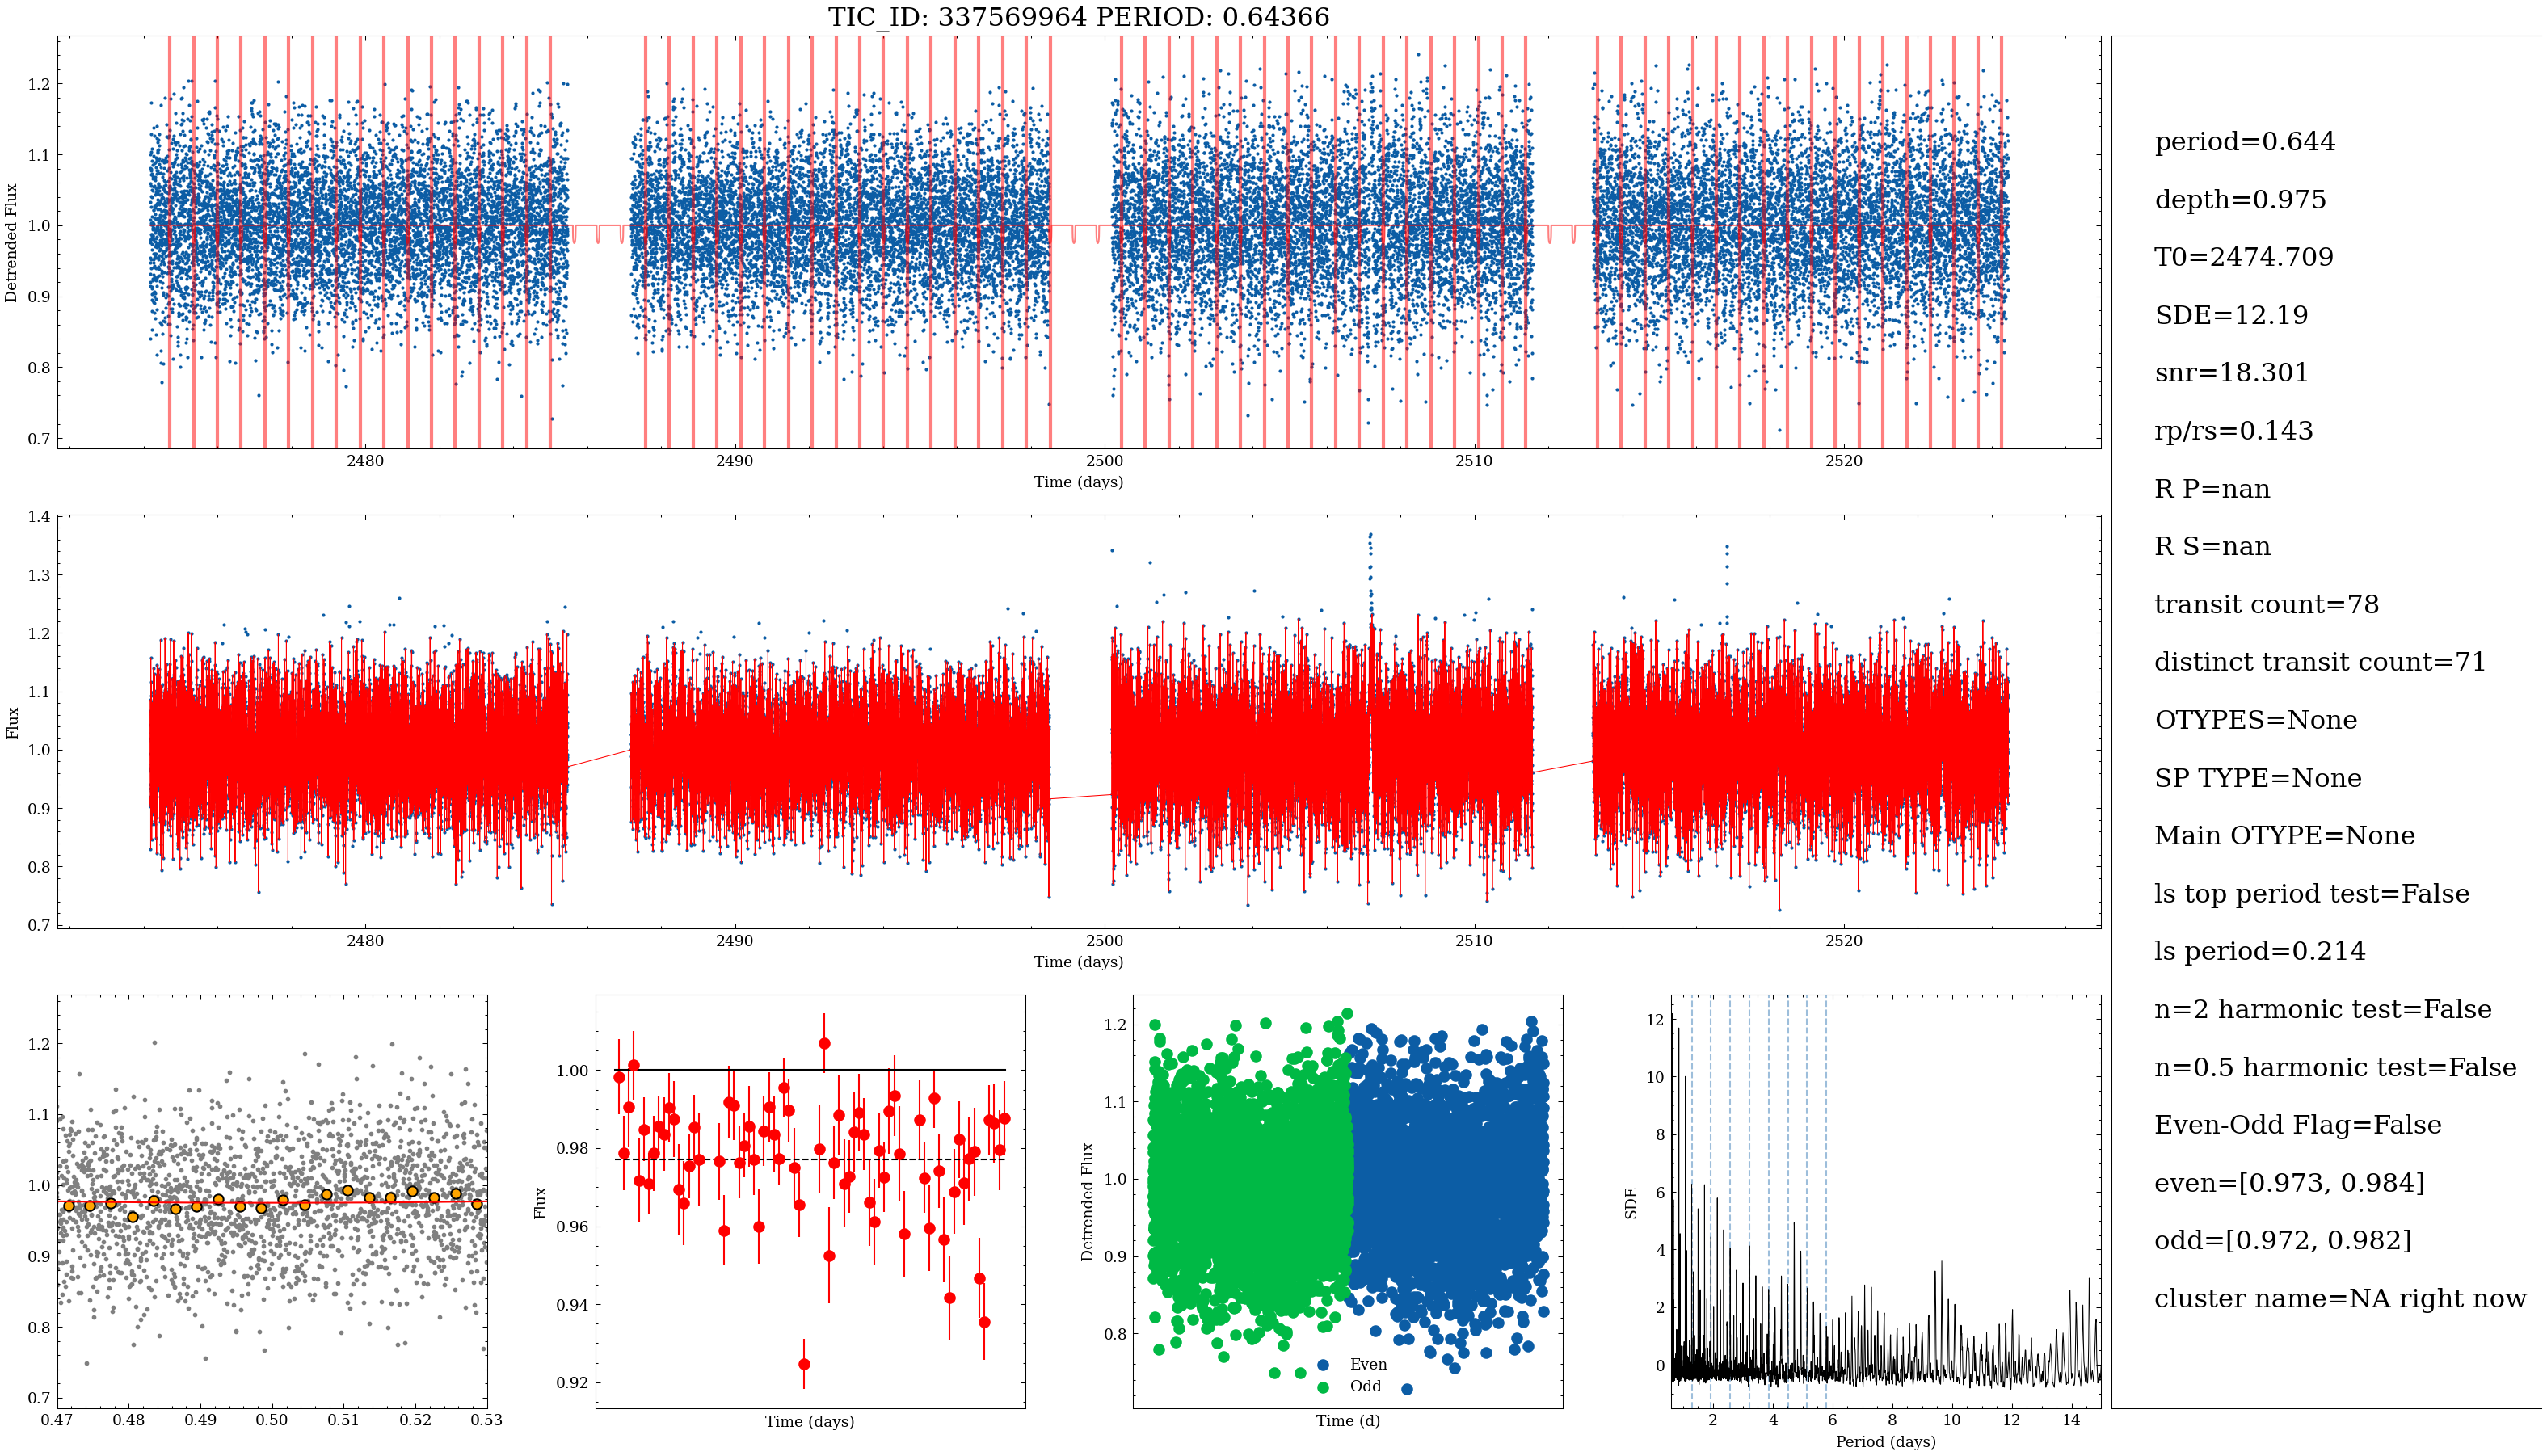 TIC_ID: 337569964 PERIOD: 0.64366
1.2
1.1
1.0
0.9
0.8
0.7
Detrended Flux
2480
2490
2500
2510
2520
Time (days)
1.4
1.3
1.2
1.1
1.0
0.9
0.8
0.7
Flux
2480
2490
2500
2510
2520
Time (days)
1.2
1.1
1.0
0.9
0.8
0.7
0.47
0.48
0.49
0.50
0.51
0.52
0.53
1.00
0.98
0.96
0.94
0.92
Flux
Time (days)
1.2
1.1
1.0
0.9
0.8
Detrended Flux
Even
Odd
Time (d)
12
10
8
6
4
2
0
SDE
2
4
6
8
10
12
14
Period (days)
period=0.644
depth=0.975
T0=2474.709
SDE=12.19
snr=18.301
rp/rs=0.143
R P=nan
R S=nan
transit count=78
distinct transit count=71
OTYPES=None
SP TYPE=None
Main OTYPE=None
ls top period test=False
ls period=0.214
n=2 harmonic test=False
n=0.5 harmonic test=False
Even-Odd Flag=False
even=[0.973, 0.984]
odd=[0.972, 0.982]
cluster name=NA right now